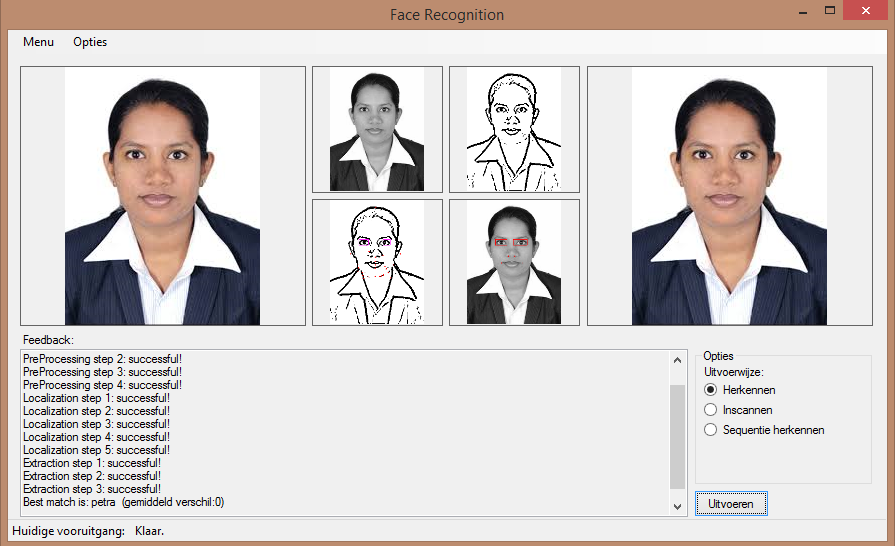 Face Recognition
Menu Opties
Feedback:
PreProcessing step 2: successful!
PreProcessing step 3: successful!
PreProcessing step 4: successful!
Localization step 1: successful!
Localization step 2: successful!
Localization step 3: successful!
Localization step 4: successful!
Localization step 5: successful!
Extraction step 1: successful!
Extraction step 2: successful!
Extraction step 3: successful!
Best match is: petra (gemiddeld verschil:0)
Opties
Uitvoerwijze:
Herkennen
Inscannen
Sequentie herkennen
Uitvoeren
Huidige vooruitgang: Klaar.